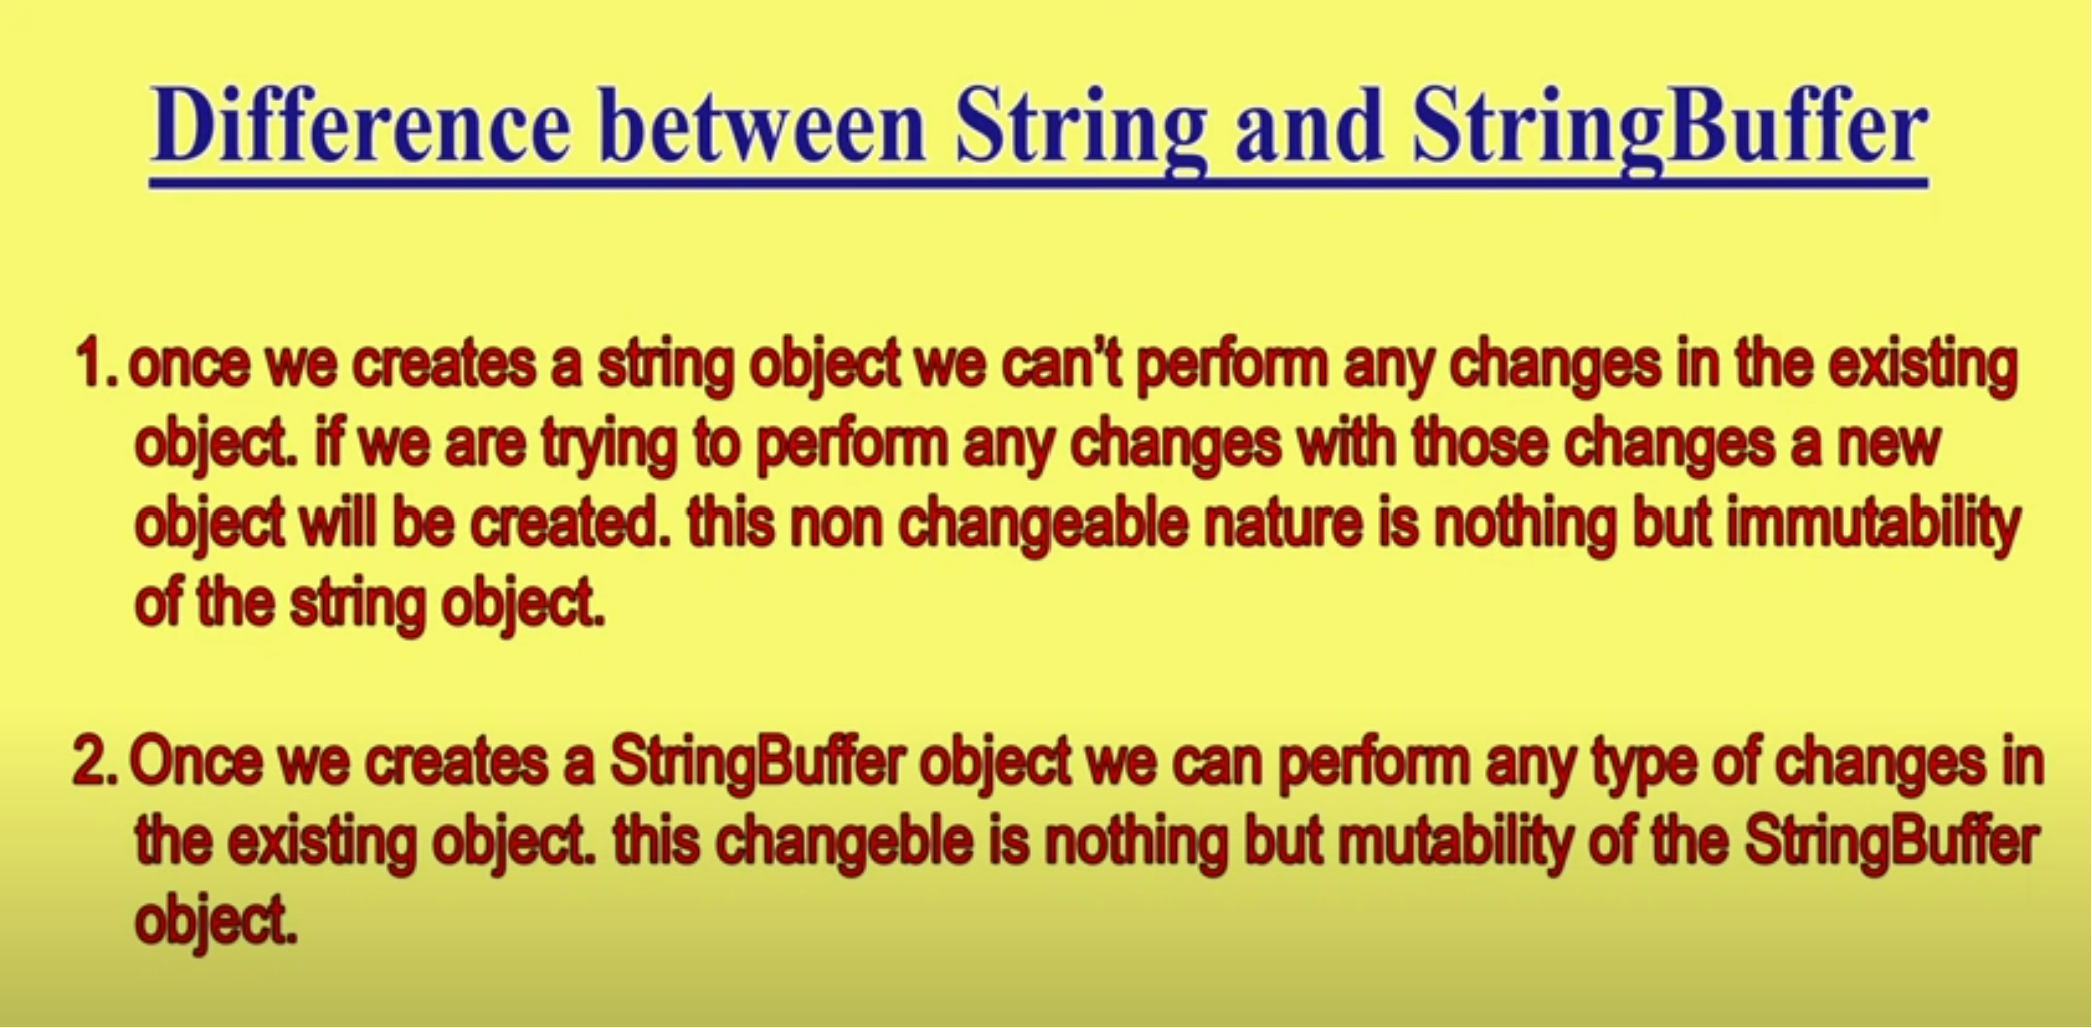 Difference between String and StringBuffer
1. once we creates a string object we can't perform any changes in the existing
object. if we are trying to perform any changes with those changes a new
object will be created. this non changeable nature is nothing but immutability
of the string object.
2. Once we creates a StringBuffer object we can perform any type of changes in
the existing object. this changeble is nothing but mutability of the StringBuffer
object.